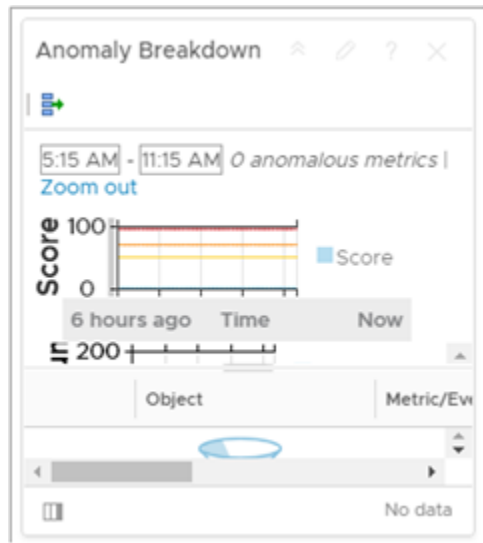 Anomaly Breakdown
5:15 AM - 11:15 AM 0 anomalous metrics |
Zoom out
Score
100
0
Score
6 hours ago Time Now
200
Object Metric/Eve
No data